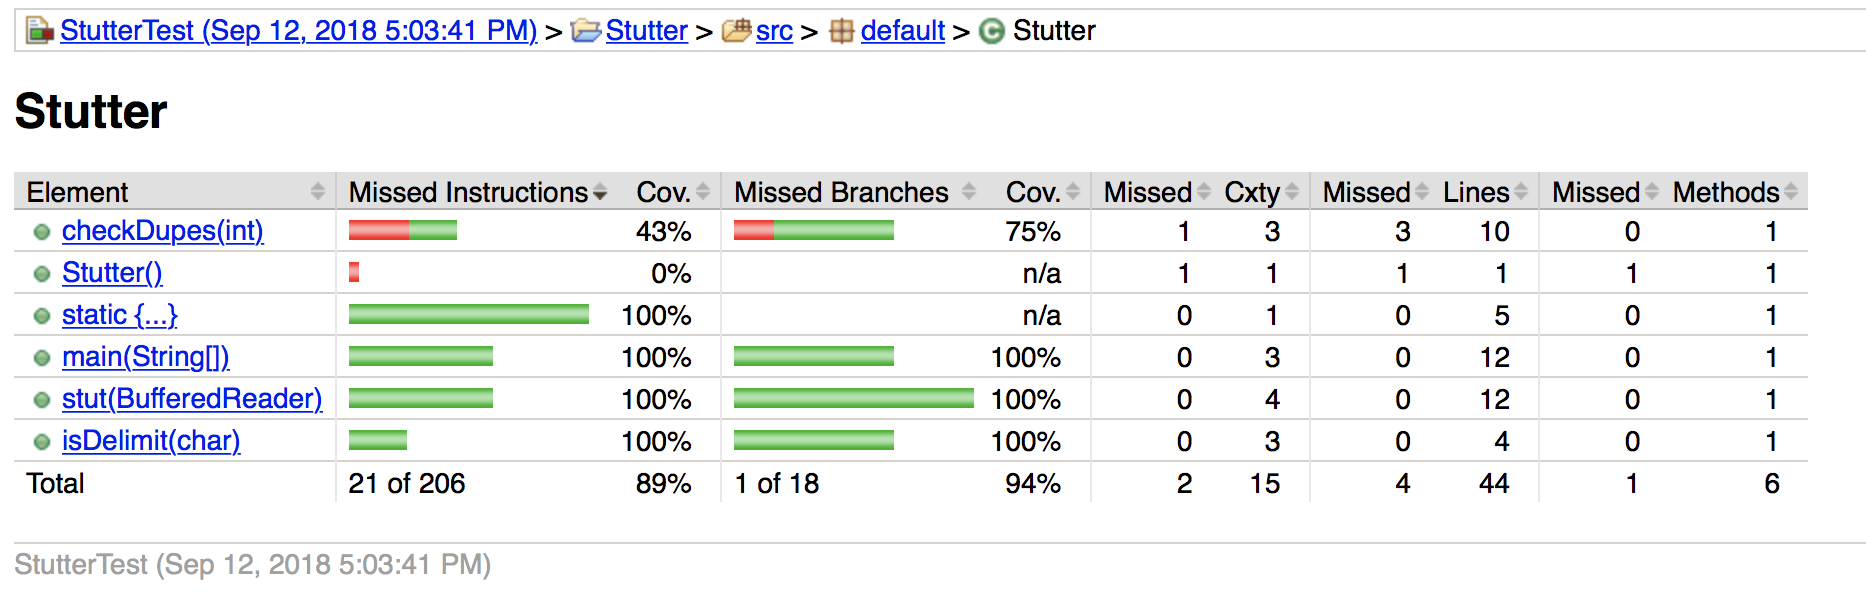 StutterTest (Sep 12, 2018 5:03:41 PM) > Stutter > src > default > Stutter
Stutter
Element Missed Instructions Cov. Missed Branches Cov. Missed Cxty Missed Lines Missed Methods
checkDupes(int) 43% 75% 1 3 3 10 0 1
Stutter() 0% n/a 1 1 1 1 1 1
static {...} 100% n/a 0 1 0 5 0 1
main(String[]) 100% 100% 0 3 0 12 0 1
stut(BufferedReader) 100% 100% 0 4 0 12 0 1
isDelimit(char) 100% 100% 0 3 0 4 0 1
Total 21 of 206 89% 1 of 18 94% 2 15 4 44 1 6
StutterTest (Sep 12, 2018 5:03:41 PM)